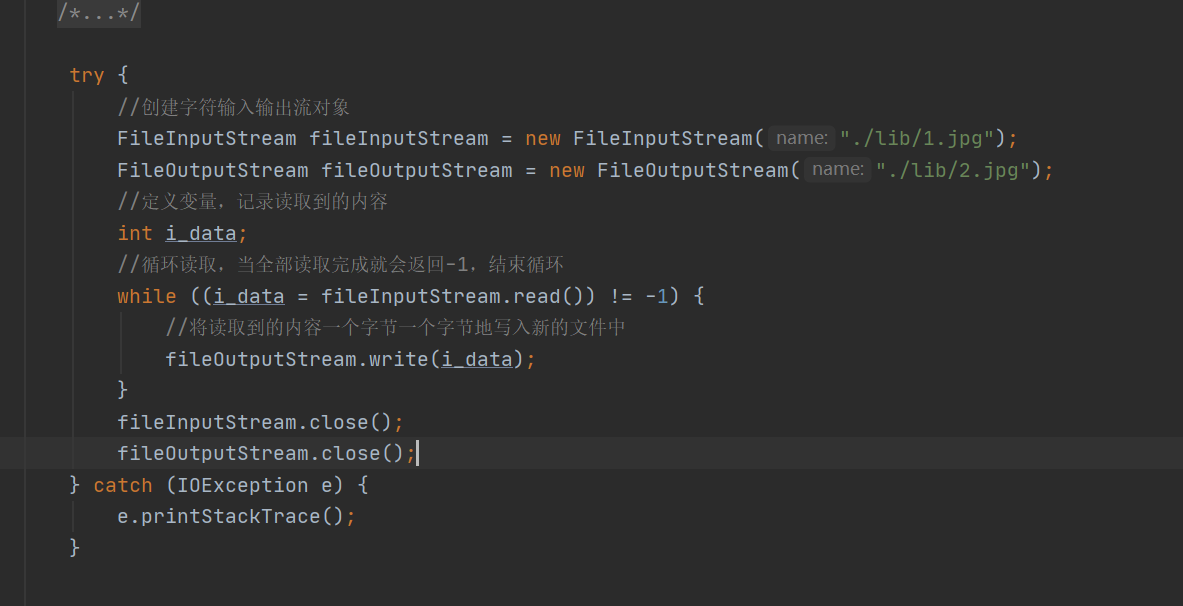 /*...*/
try {
//创建字符输入输出流对象
FileInputStream fileInputStream = new FileInputStream( name: "./lib/1.jpg");
FileOutputStream fileOutputStream = new FileOutputStream( name: "./lib/2.jpg");
//定义变量，记录读取到的内容
int i_data;
//循环读取，当全部读取完成就会返回-1，结束循环
while ((i_data = fileInputStream.read()) != -1) {
//将读取到的内容一个字节一个字节地写入新的文件中
fileOutputStream.write(i_data);
}
fileInputStream.close();
fileOutputStream.close();
} catch (IOException e) {
e.printStackTrace();
}